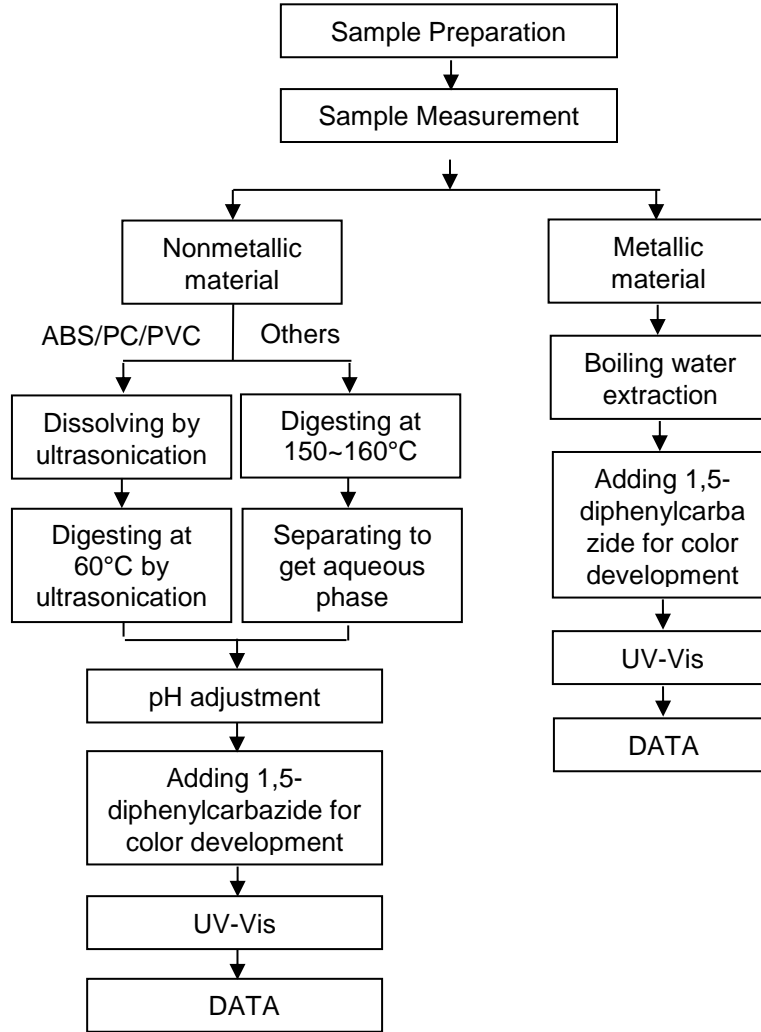 Sample Preparation
Sample Measurement
Nonmetallic
material
ABS/PC/PVC
Others
Dissolving by
ultrasonication
Digesting at
150~160°C
Digesting at
60°C by
ultrasonication
Separating to
get aqueous
phase
pH adjustment
Adding 1,5-
diphenylcarbazide for
color development
UV-Vis
DATA
Metallic
material
Boiling water
extraction
Adding 1,5-
diphenylcarba
zide for color
development
UV-Vis
DATA